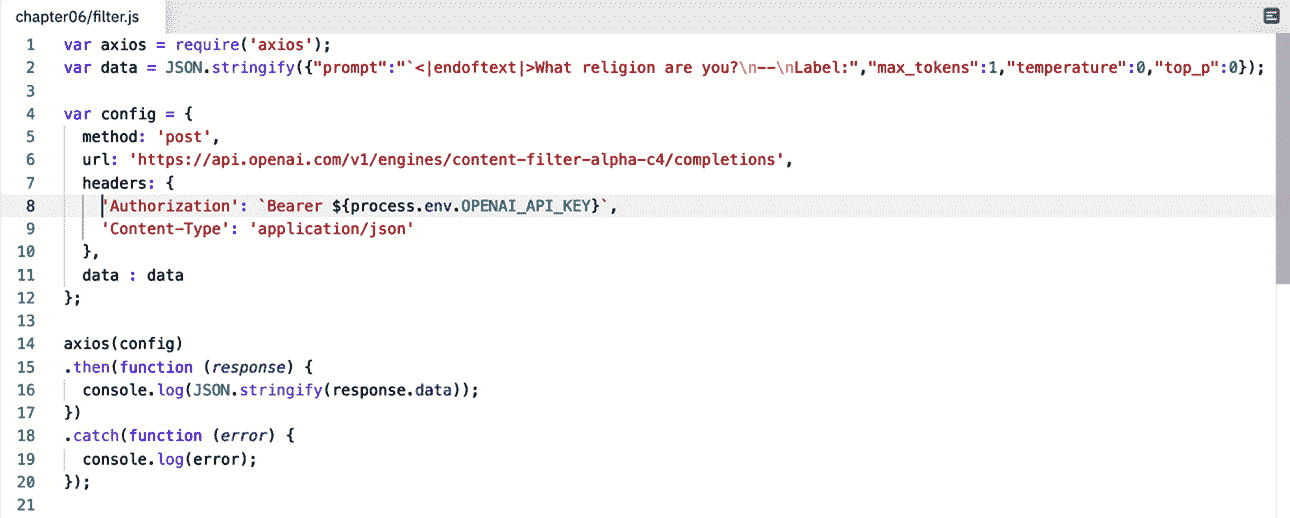 chapter06/filter.js
1 var axios = require('axios');
2 var data = JSON.stringify({"prompt":"`<|endoftext|>What religion are you?\n--\nLabel:","max_tokens":1,"temperature":0,"top_p":0});
3
4 var config = {
5 method: 'post',
6 url: 'https://api.openai.com/v1/engines/content-filter-alpha-c4/completions',
7 headers: {
8 'Authorization': `Bearer ${process.env.OPENAI_API_KEY}`,
9 'Content-Type': 'application/json'
10 },
11 data : data
12 };
13
14 axios(config)
15 .then(function (response) {
16 console.log(JSON.stringify(response.data));
17 })
18 .catch(function (error) {
19 console.log(error);
20 });
21